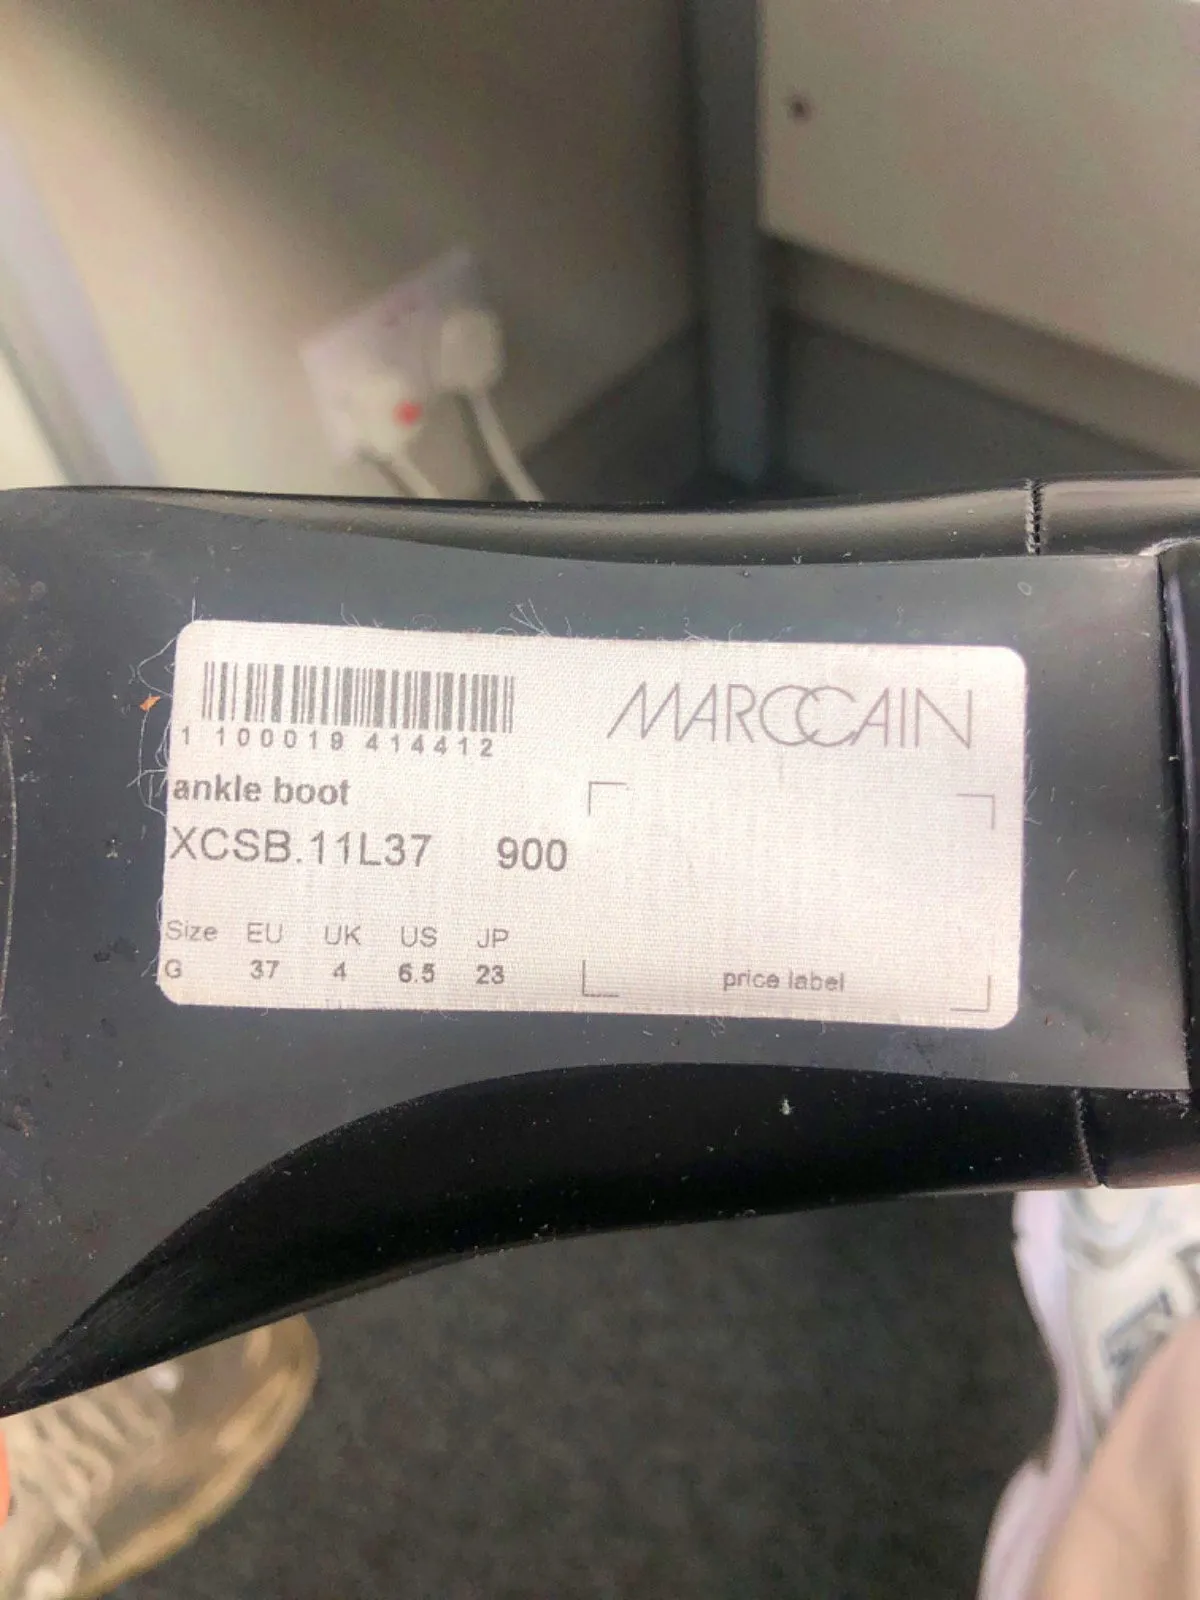 1 100019 414412
MARCCAIN
ankle boot
XCSB.11L37 900
Size EU UK US JP
G 37 4 6.5 23
price label